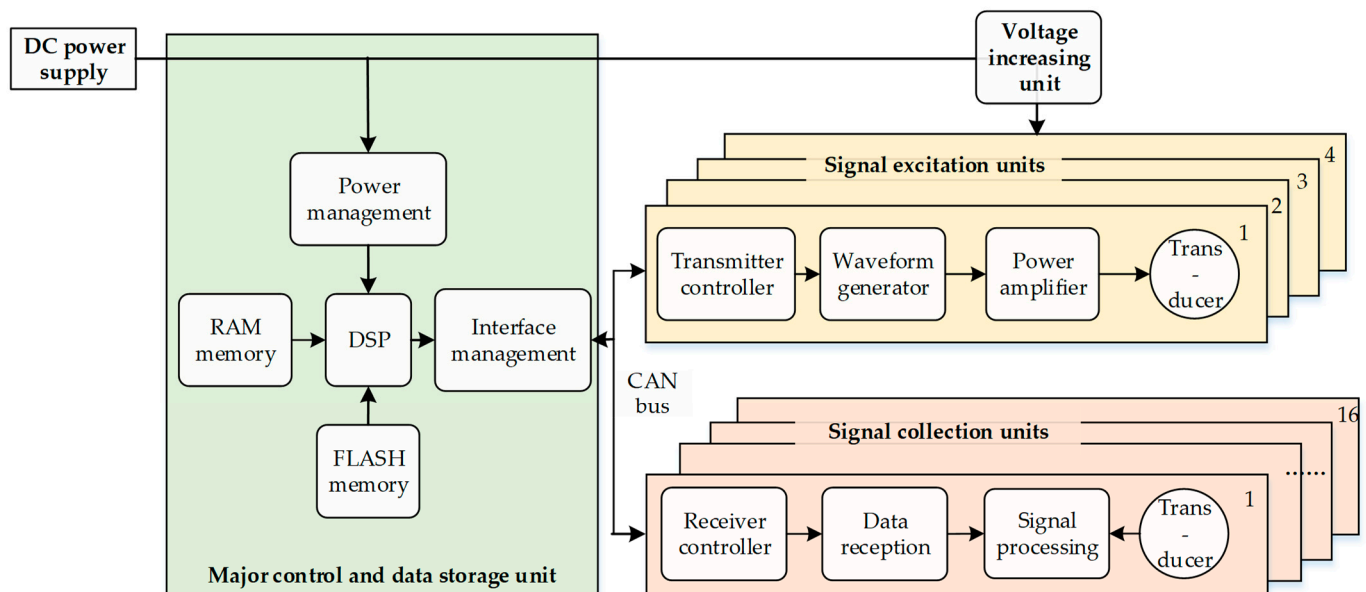 DC power
supply
Voltage
increasing
unit
Power
management
RAM
memory
DSP
Interface
management
FLASH
memory
Major control and data storage unit
CAN
bus
Signal excitation units
4
3
2
1
Transmitter
controller
Waveform
generator
Power
amplifier
Trans
-
ducer
Signal collection units
16
......
1
Receiver
controller
Data
reception
Signal
processing
Trans
-
ducer